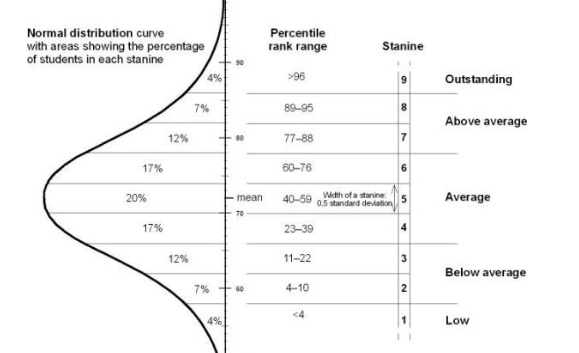 Normal distribution curve
with areas showing the percentage
of students in each stanine
Percentile
rank range
Stanine
90
4% >96 9 Outstanding
7% 89–95 8
Above average
12% 80 77–88 7
17% 60–76 6
20% mean 40–59 Width of a stanine:
0.5 standard deviation 5 Average
70
17% 23–39 4
12% 11–22 3
Below average
7% 60 4–10 2
4% <4 1 Low